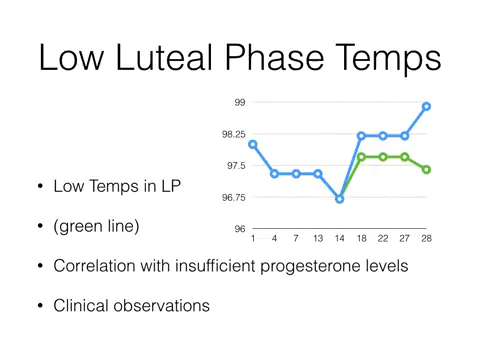 Low Luteal Phase Temps
99
98.25
97.5
96.75
96
1 4 7 13 14 18 22 27 28
• Low Temps in LP
• (green line)
• Correlation with insufficient progesterone levels
• Clinical observations